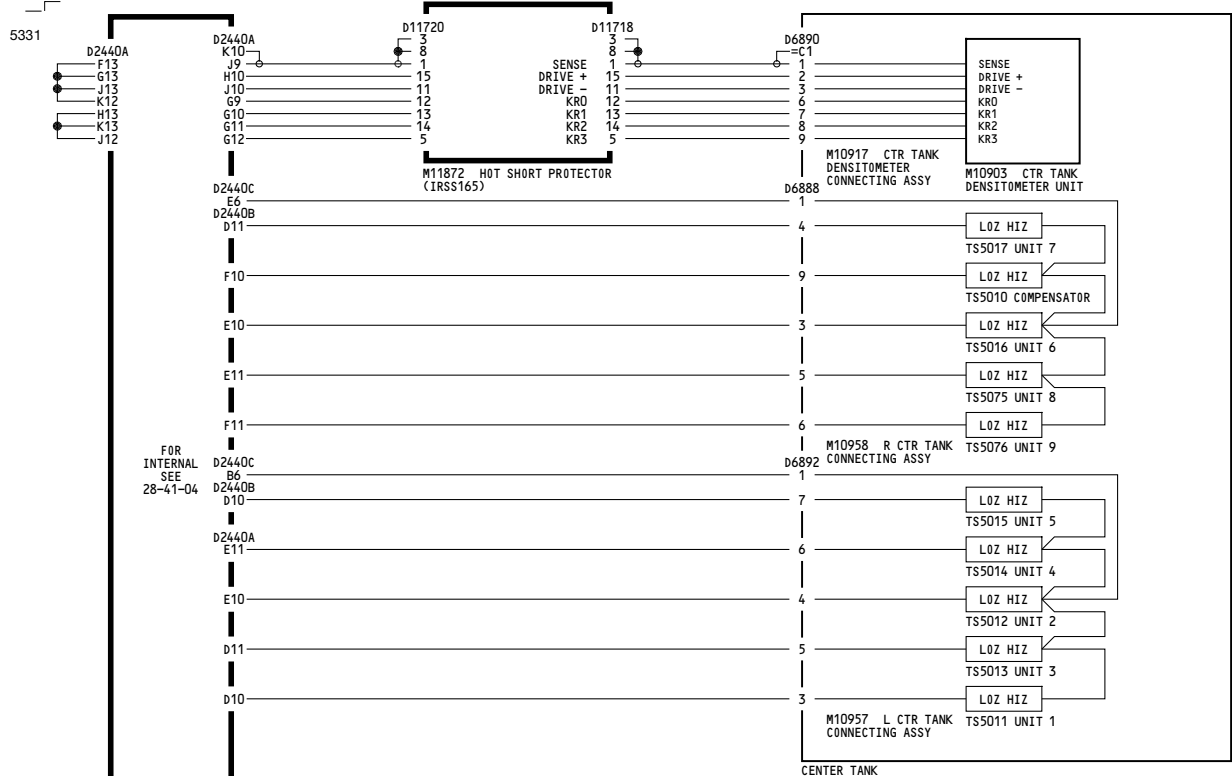 5331
D2440A
F13
G13
J13
K12
H13
K13
J12
D2440A
K10
J9
H10
J10
G9
G10
G11
G12
D11720
3
8
1
15
11
12
13
14
5
D11718
3
8
SENSE 1
DRIVE + 15
DRIVE - 11
KR0 12
KR1 13
KR2 14
KR3 5
M11872 HOT SHORT PROTECTOR
(IRSS165)
D6890
=C1
1
2
3
6
7
8
9
SENSE
DRIVE +
DRIVE -
KR0
KR1
KR2
KR3
M10917 CTR TANK
DENSITOMETER
CONNECTING ASSY
M10903 CTR TANK
DENSITOMETER UNIT
D2440C
E6
D6888
1
D2440B
D11 4 LOZ HIZ
TS5017 UNIT 7
F10 9 LOZ HIZ
TS5010 COMPENSATOR
E10 3 LOZ HIZ
TS5016 UNIT 6
E11 5 LOZ HIZ
TS5075 UNIT 8
F11 6 LOZ HIZ
TS5076 UNIT 9
M10958 R CTR TANK
CONNECTING ASSY
FOR
INTERNAL
SEE
28-41-04
D2440C
B6
D6892
1
D2440B
D10 7 LOZ HIZ
TS5015 UNIT 5
D2440A
E11 6 LOZ HIZ
TS5014 UNIT 4
E10 4 LOZ HIZ
TS5012 UNIT 2
D11 5 LOZ HIZ
TS5013 UNIT 3
D10 3 LOZ HIZ
TS5011 UNIT 1
M10957 L CTR TANK
CONNECTING ASSY
CENTER TANK